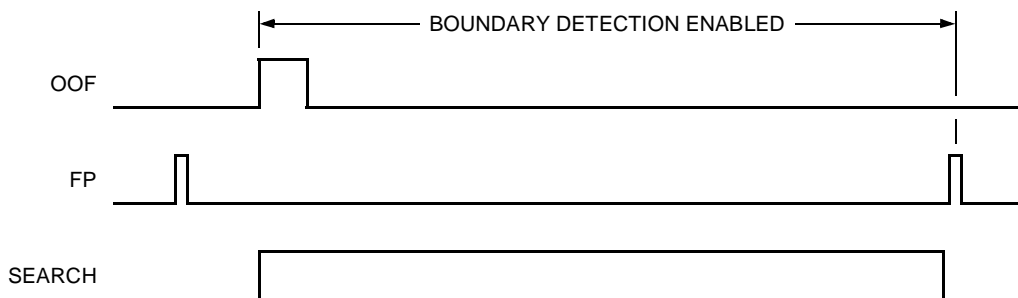 BOUNDARY DETECTION ENABLED
OOF
FP
SEARCH